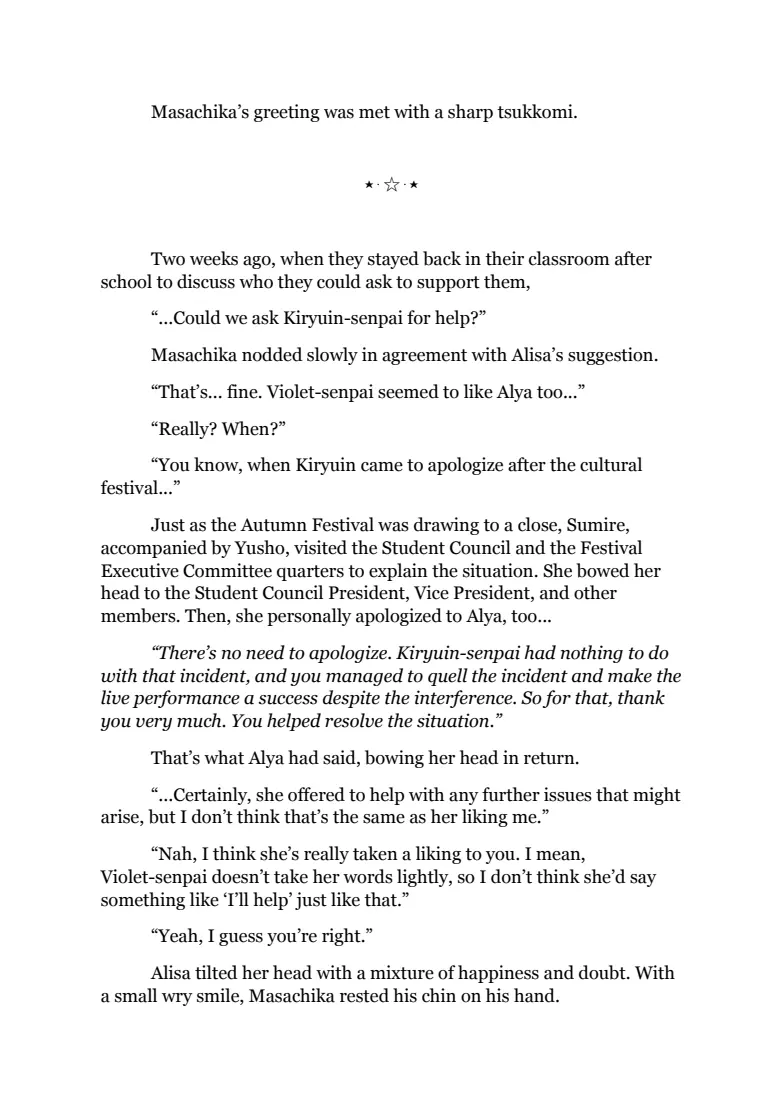 Masachika’s greeting was met with a sharp tsukkomi.
⋆·☆·⋆
Two weeks ago, when they stayed back in their classroom after
school to discuss who they could ask to support them,
“...Could we ask Kiryuin-senpai for help?”
Masachika nodded slowly in agreement with Alisa’s suggestion.
“That’s... fine. Violet-senpai seemed to like Alya too...”
“Really? When?”
“You know, when Kiryuin came to apologize after the cultural
festival...”
Just as the Autumn Festival was drawing to a close, Sumire,
accompanied by Yusho, visited the Student Council and the Festival
Executive Committee quarters to explain the situation. She bowed her
head to the Student Council President, Vice President, and other
members. Then, she personally apologized to Alya, too...
“There’s no need to apologize. Kiryuin-senpai had nothing to do
with that incident, and you managed to quell the incident and make the
live performance a success despite the interference. So for that, thank
you very much. You helped resolve the situation.”
That’s what Alya had said, bowing her head in return.
“...Certainly, she offered to help with any further issues that might
arise, but I don’t think that’s the same as her liking me.”
“Nah, I think she’s really taken a liking to you. I mean,
Violet-senpai doesn’t take her words lightly, so I don’t think she’d say
something like ‘I’ll help’ just like that.”
“Yeah, I guess you’re right.”
Alisa tilted her head with a mixture of happiness and doubt. With
a small wry smile, Masachika rested his chin on his hand.